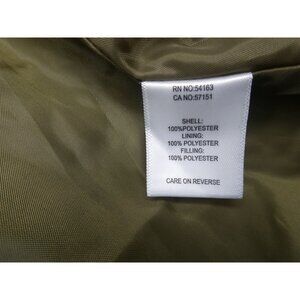 RN NO:54163
CA NO:57151
SHELL:
100%POLYESTER
LINING:
100% POLYESTER
FILLING:
100% POLYESTER
CARE ON REVERSE